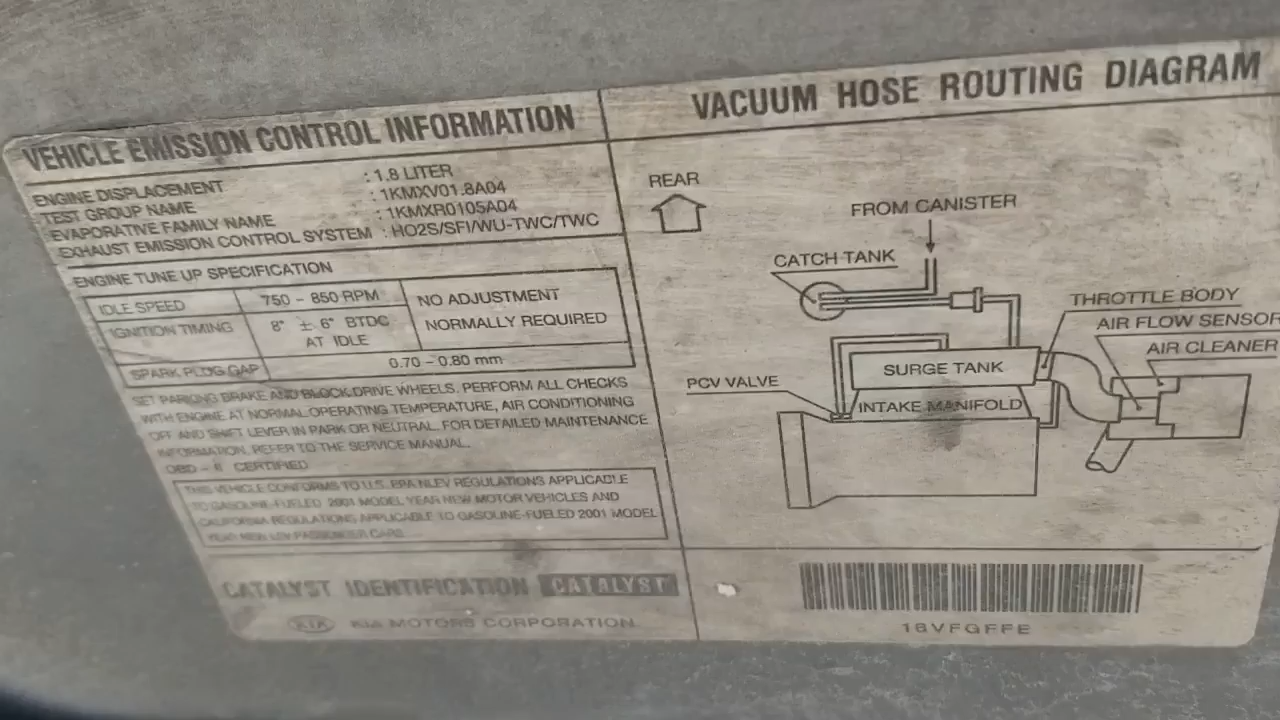 VEHICLE EMISSION CONTROL INFORMATION
ENGINE DISPLACEMENT : 1.8 LITER
TEST GROUP NAME : 1KMXV01.8A04
EVAPORATIVE FAMILY NAME : 1KMXR0105A04
EXHAUST EMISSION CONTROL SYSTEM : HO2S/SFI/WU-TWC/TWC
ENGINE TUNE UP SPECIFICATION
IDLE SPEED 750 – 850 RPM NO ADJUSTMENT
IGNITION TIMING 8° ± 6° BTDC NORMALLY REQUIRED
AT IDLE
SPARK PLUG GAP 0.70 – 0.80 mm
SET PARKING BRAKE AND BLOCK DRIVE WHEELS. PERFORM ALL CHECKS
WITH ENGINE AT NORMAL OPERATING TEMPERATURE, AIR CONDITIONING
OFF AND SHIFT LEVER IN PARK OR NEUTRAL. FOR DETAILED MAINTENANCE
INFORMATION, REFER TO THE SERVICE MANUAL.
OBD – II CERTIFIED
THIS VEHICLE CONFORMS TO U.S. EPA NLEV REGULATIONS APPLICABLE
TO GASOLINE-FUELED 2001 MODEL YEAR NEW MOTOR VEHICLES AND
CALIFORNIA REGULATIONS APPLICABLE TO GASOLINE-FUELED 2001 MODEL
YEAR NEW LEV PASSENGER CARS.
CATALYST IDENTIFICATION CATALYST
KIA KIA MOTORS CORPORATION
VACUUM HOSE ROUTING DIAGRAM
REAR
FROM CANISTER
CATCH TANK
THROTTLE BODY
AIR FLOW SENSOR
AIR CLEANER
SURGE TANK
PCV VALVE
INTAKE MANIFOLD
18VFGFFE